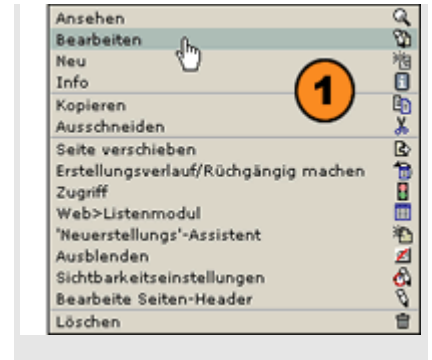 Ansehen
Bearbeiten
Neu
Info
1
Kopieren
Ausschneiden
Seite verschieben
Erstellungsverlauf/Rüchgängig machen
Zugriff
Web>Listenmodul
'Neuerstellungs'-Assistent
Ausblenden
Sichtbarkeitseinstellungen
Bearbeite Seiten-Header
Löschen